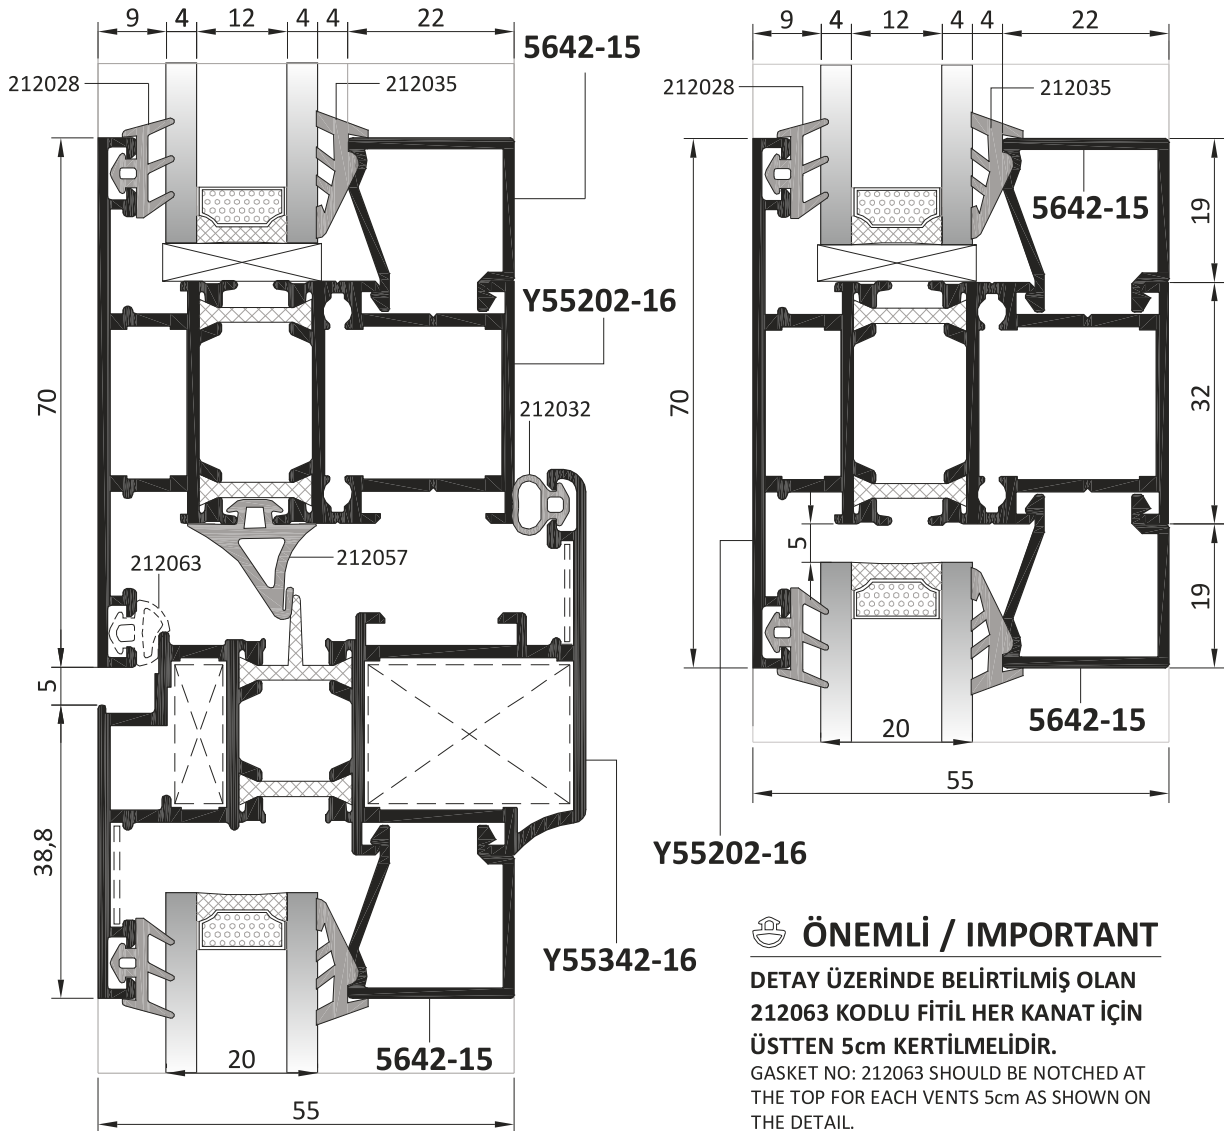 9 4 12 4 4 22
5642-15
212028
212035
Y55202-16
70
212032
212057
212063
5
38,8
Y55342-16
5642-15
20
55
9 4 12 4 4 22
212028
212035
5642-15
19
70
32
5
19
5642-15
20
55
Y55202-16
ÖNEMLİ / IMPORTANT
DETAY ÜZERİNDE BELİRTİLMİŞ OLAN
212063 KODLU FİTİL HER KANAT İÇİN
ÜSTTEN 5cm KERTİLMELİDİR.
GASKET NO: 212063 SHOULD BE NOTCHED AT
THE TOP FOR EACH VENTS 5cm AS SHOWN ON
THE DETAIL.